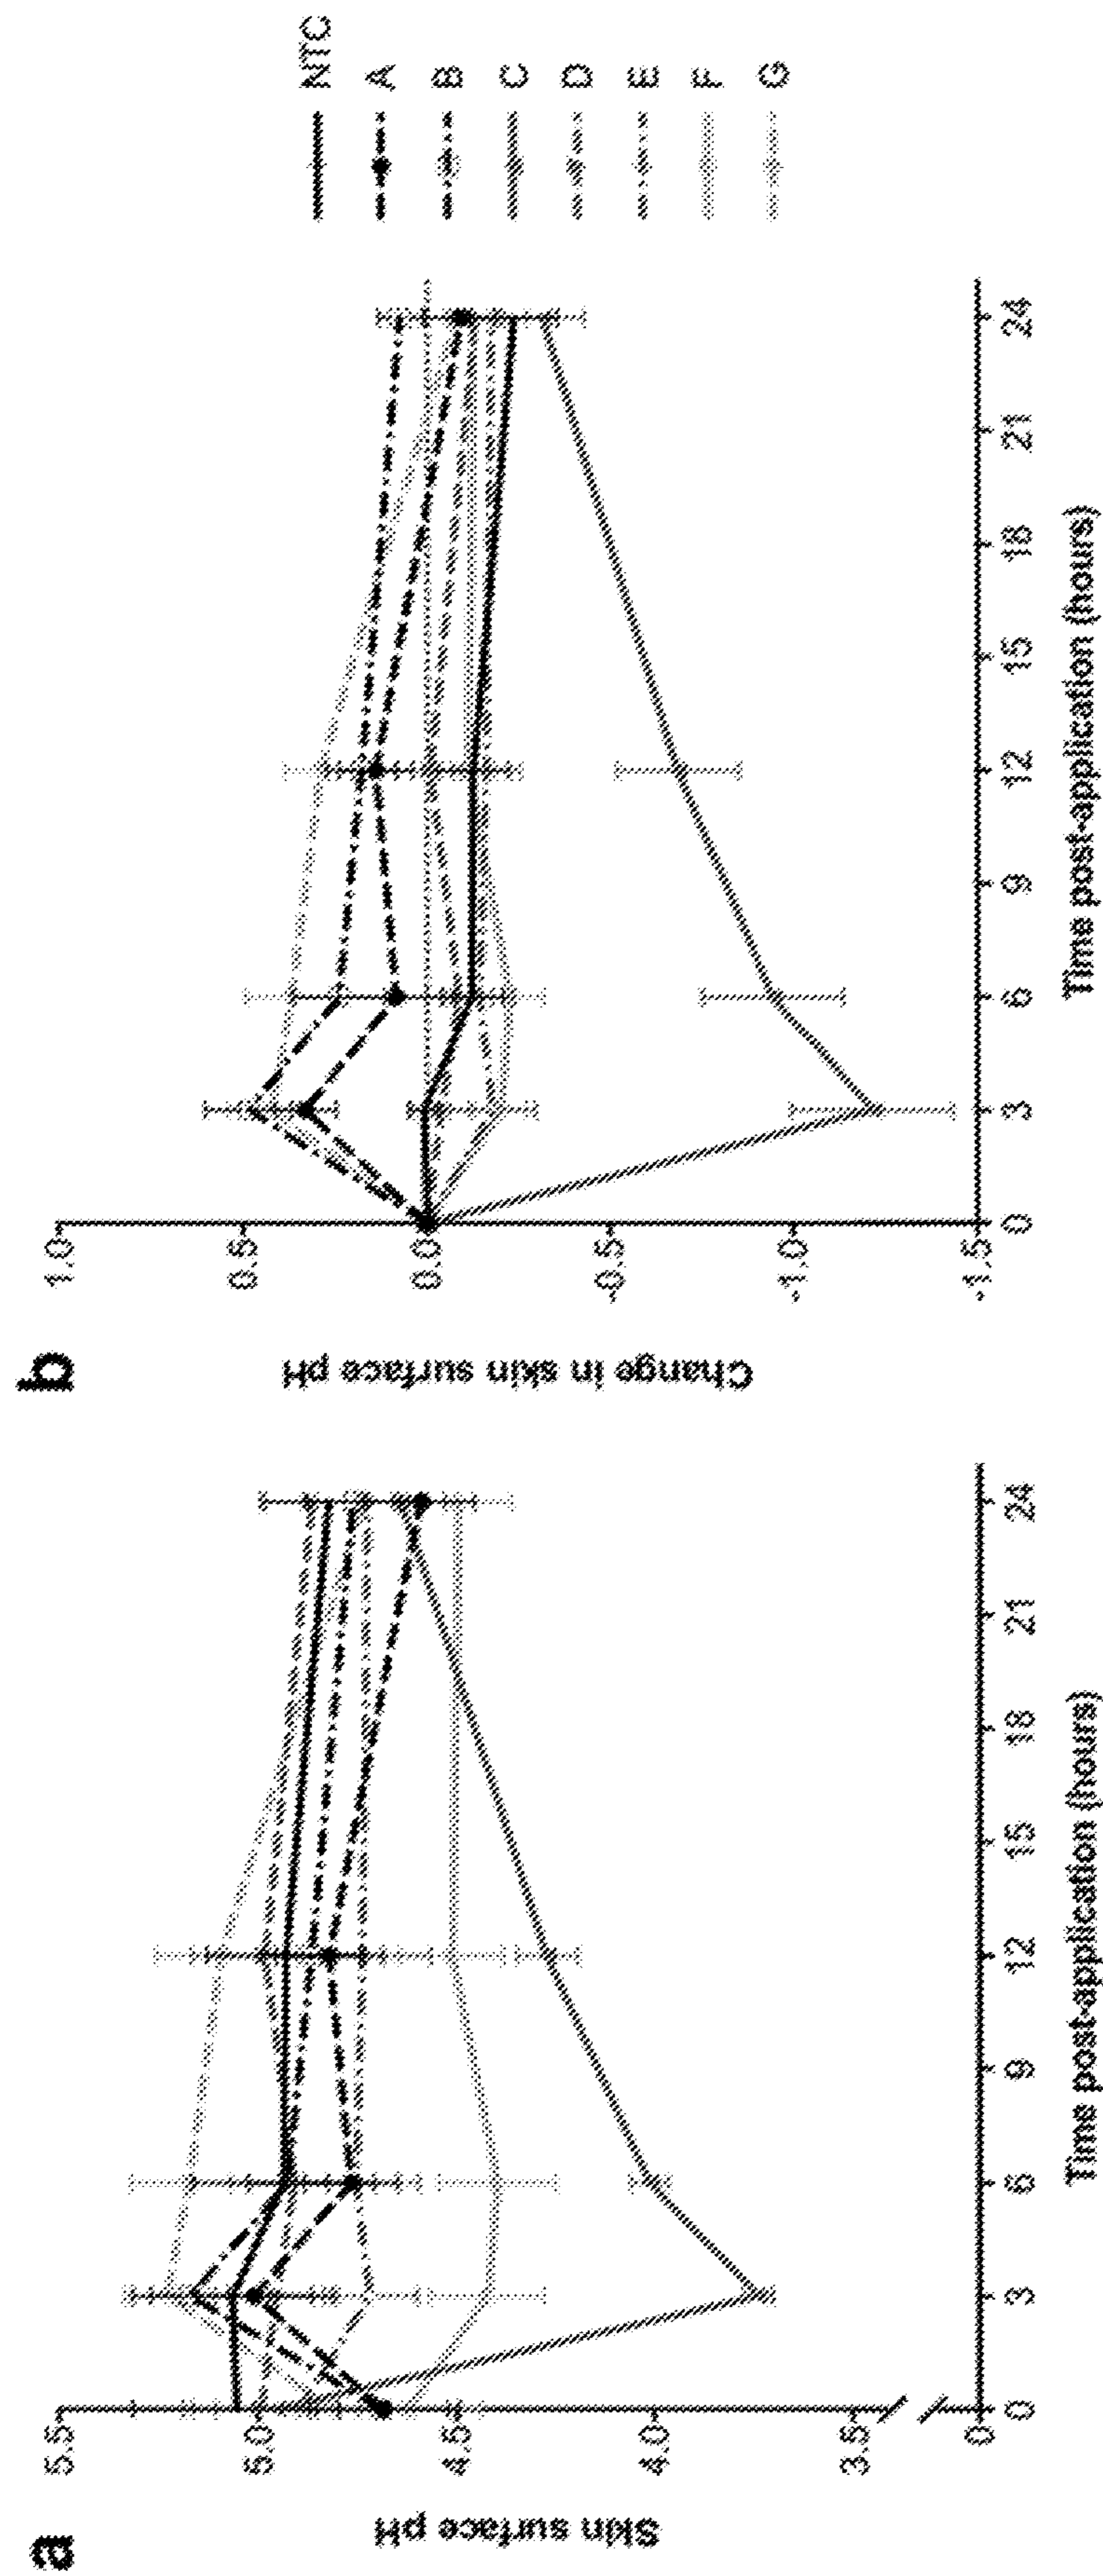 a
Skin surface pH
5.5
5.0
4.5
4.0
3.5
0
0 3 6 9 12 15 18 21 24
Time post-application (hours)
b
Change in skin surface pH
1.0
0.5
0.0
-0.5
-1.0
-1.5
0 3 6 9 12 15 18 21 24
Time post-application (hours)
NTC
A
B
C
D
E
F
G